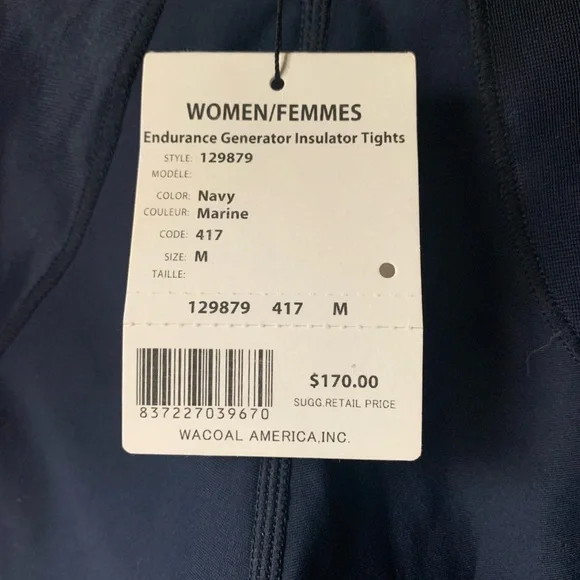 WOMEN/FEMMES
Endurance Generator Insulator Tights
STYLE: 129879
MODÈLE:
COLOR: Navy
COULEUR: Marine
CODE: 417
SIZE: M
TAILLE:
129879 417 M
837227039670
$170.00
SUGG.RETAIL PRICE
WACOAL AMERICA,INC.